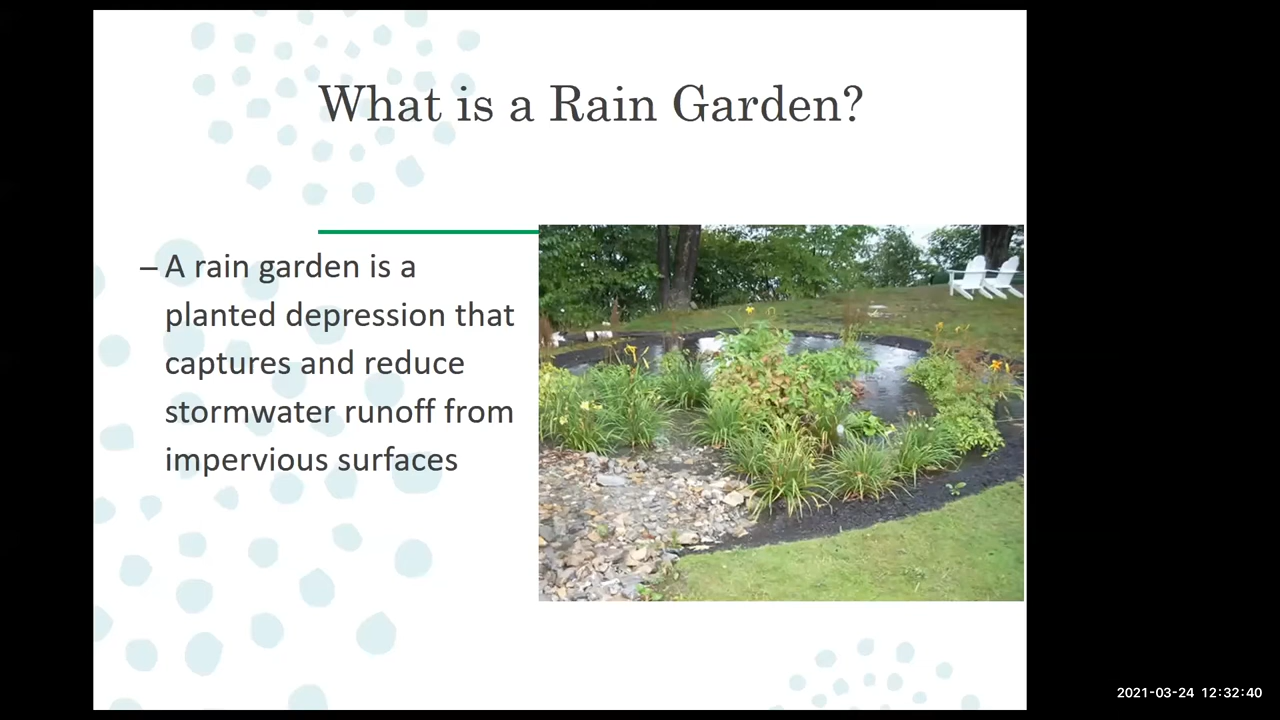 What is a Rain Garden?
– A rain garden is a
planted depression that
captures and reduce
stormwater runoff from
impervious surfaces
2021-03-24 12:32:40